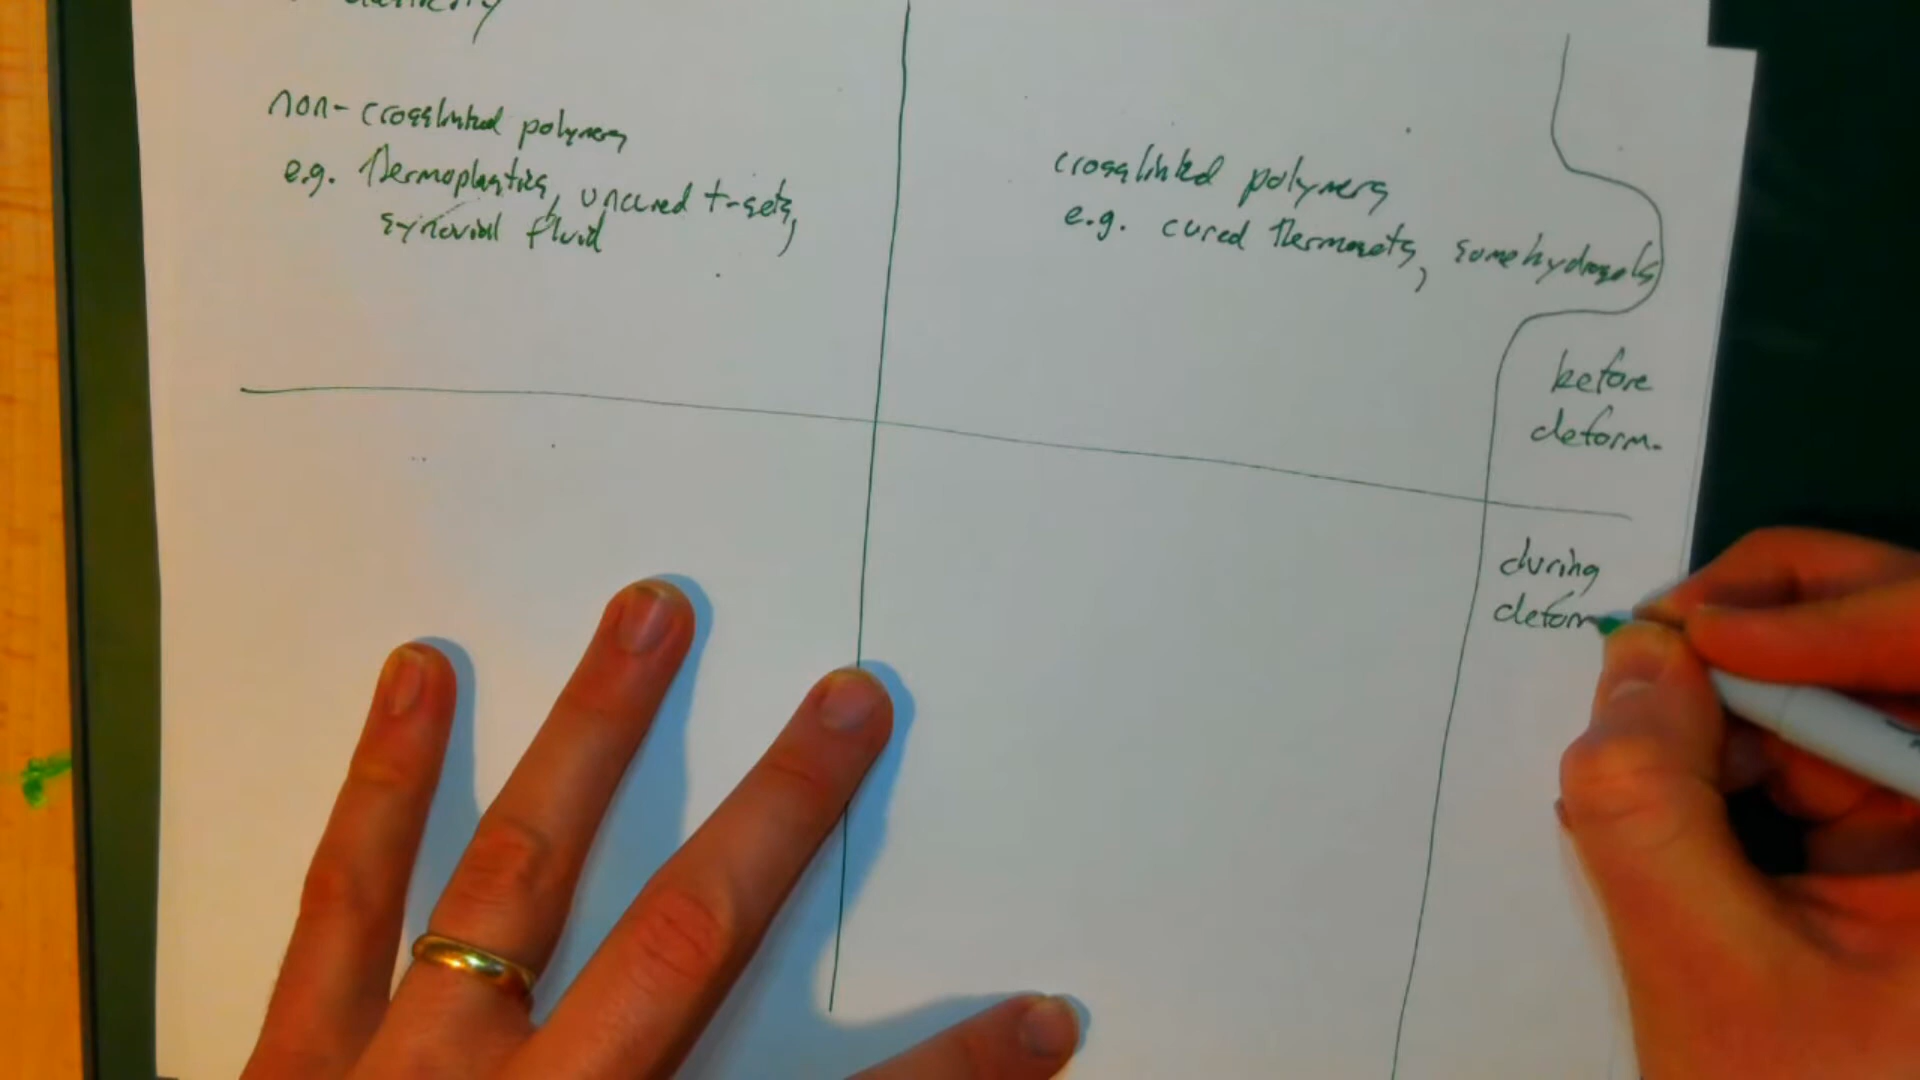 non-crosslinked polymers
e.g. thermoplastics, uncured t-sets,
synovial fluid
crosslinked polymers
e.g. cured thermosets, some hydrogels
before
deform.
during
deform